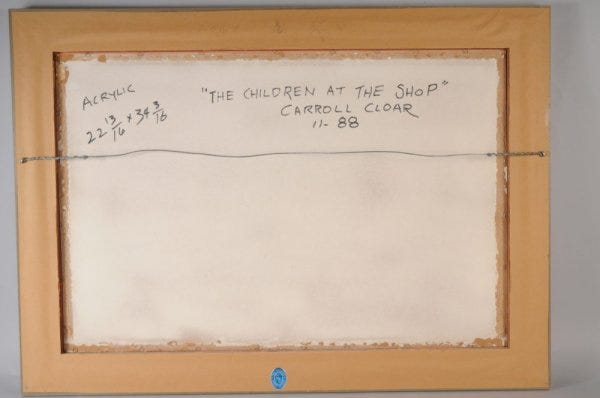 ACRYLIC
22 13/16 x 34 3/16
"THE CHILDREN AT THE SHOP"
CARROLL CLOAR
11-88